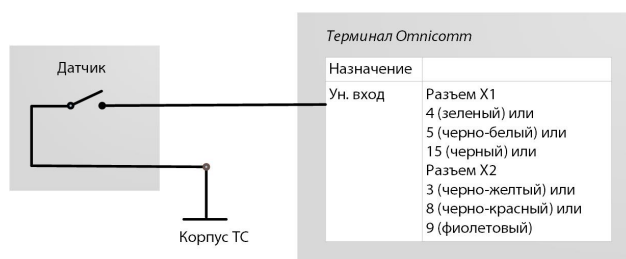 Терминал Omnicomm
Датчик
Назначение
Ун. вход
Разъем X1
4 (зеленый) или
5 (черно-белый) или
15 (черный) или
Разъем X2
3 (черно-желтый) или
8 (черно-красный) или
9 (фиолетовый)
Корпус ТС